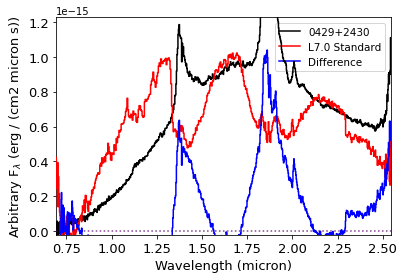 1e−15
0429+2430
L7.0 Standard
Difference
1.2
1.0
0.8
0.6
0.4
0.2
0.0
Arbitrary Fλ (erg / (cm2 micron s))
0.75 1.00 1.25 1.50 1.75 2.00 2.25 2.50
Wavelength (micron)